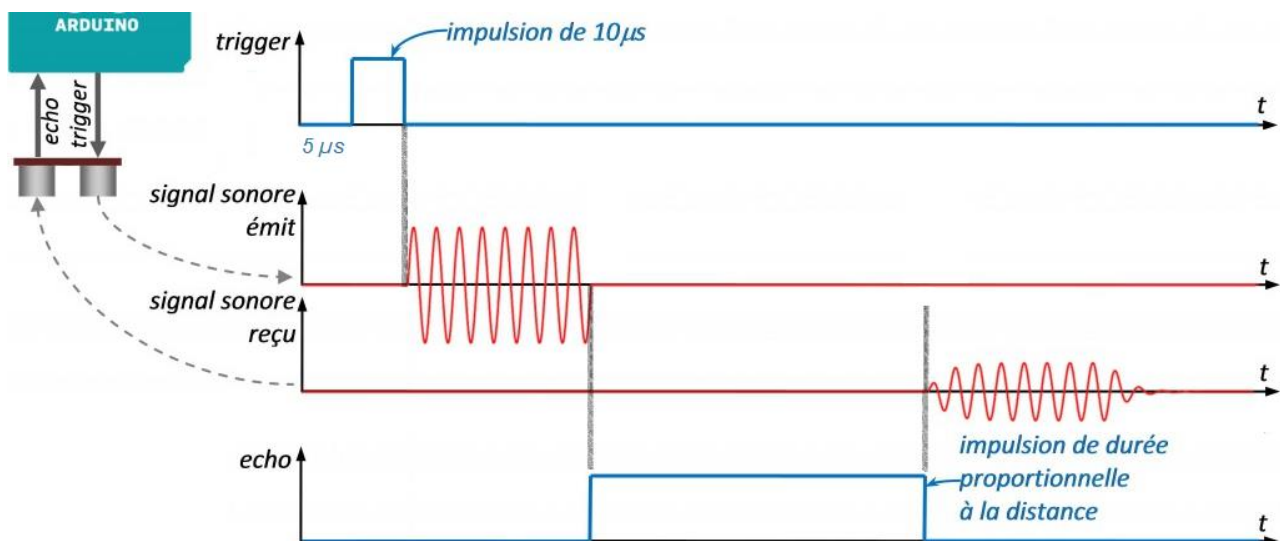 ARDUINO
echo
trigger
trigger
impulsion de 10µs
t
5 µs
signal sonore
émit
t
signal sonore
reçu
t
echo
impulsion de durée
proportionnelle
à la distance
t